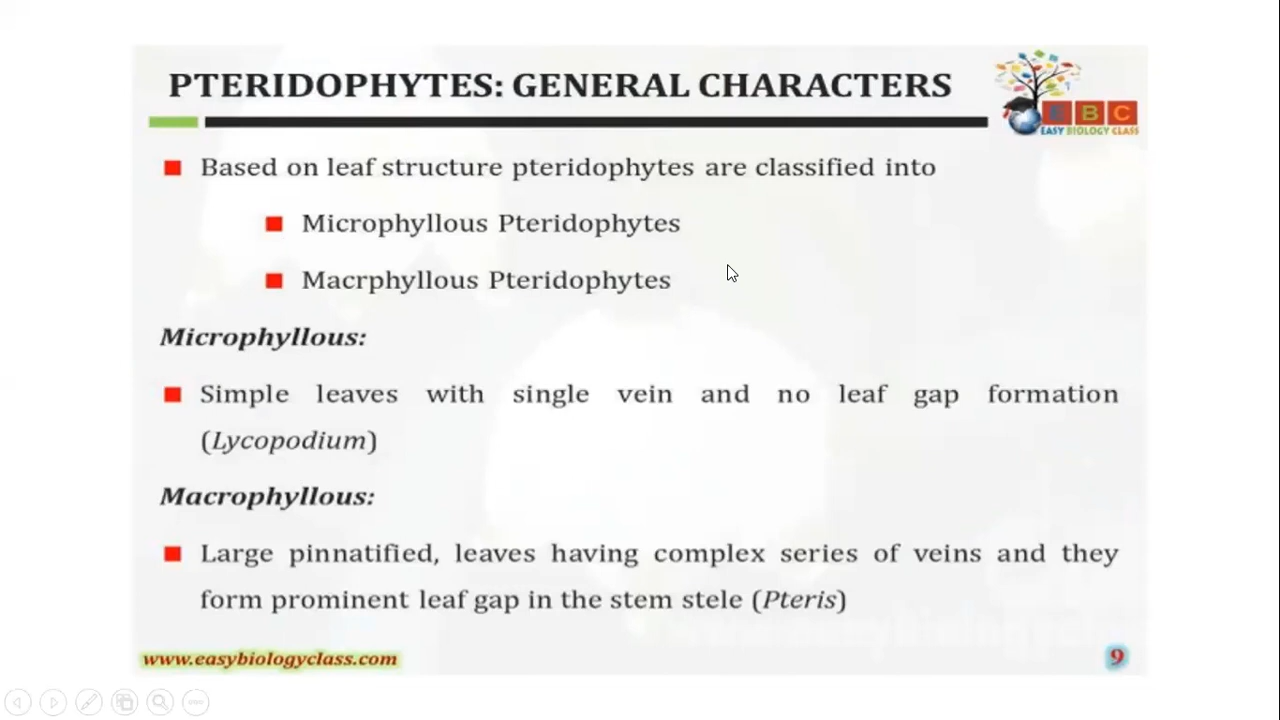 PTERIDOPHYTES: GENERAL CHARACTERS
EBC
EASY BIOLOGY CLASS
Based on leaf structure pteridophytes are classified into
Microphyllous Pteridophytes
Macrphyllous Pteridophytes
Microphyllous:
Simple leaves with single vein and no leaf gap formation
(Lycopodium)
Macrophyllous:
Large pinnatified, leaves having complex series of veins and they
form prominent leaf gap in the stem stele (Pteris)
www.easybiologyclass.com
9